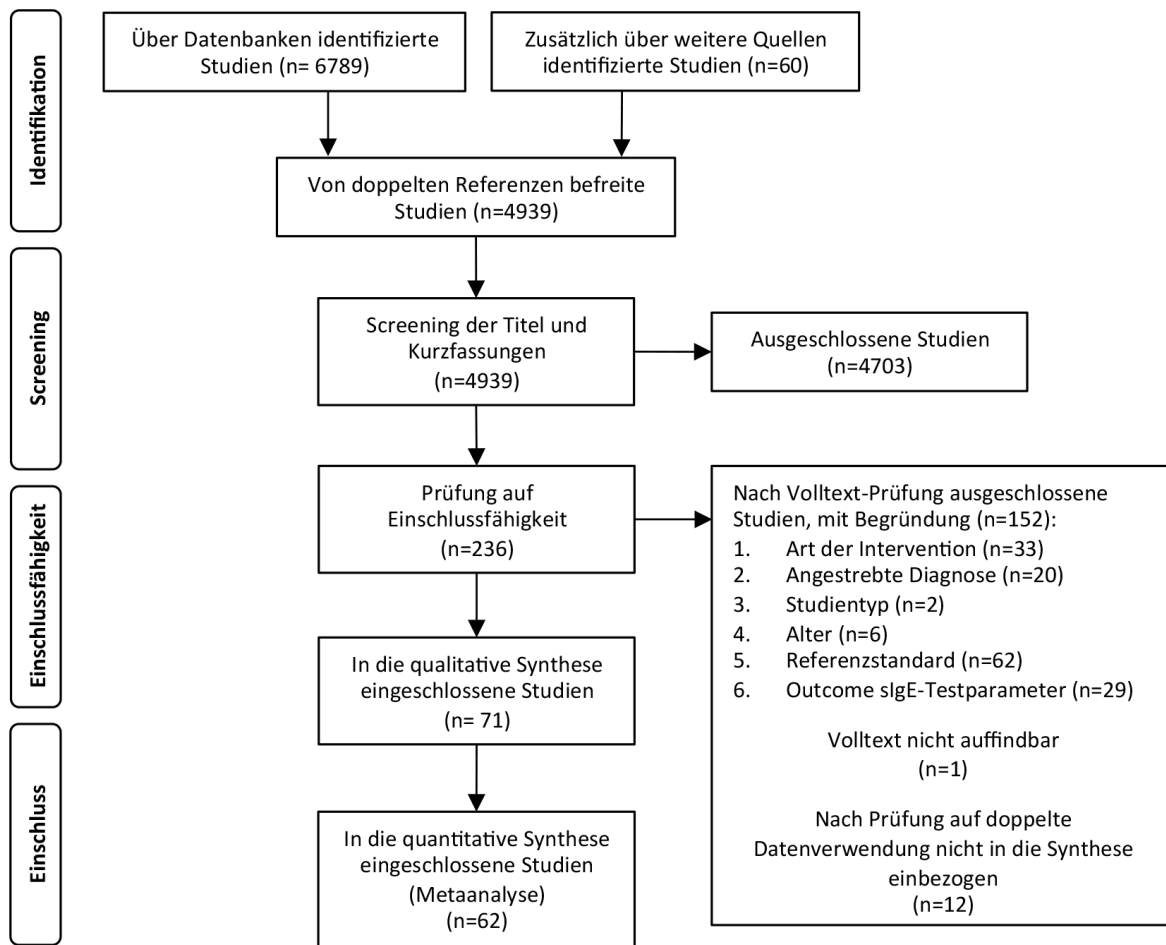 Identifikation
Über Datenbanken identifizierte
Studien (n= 6789)
Zusätzlich über weitere Quellen
identifizierte Studien (n=60)
Von doppelten Referenzen befreite
Studien (n=4939)
Screening
Screening der Titel und
Kurzfassungen
(n=4939)
Ausgeschlossene Studien
(n=4703)
Einschlussfähigkeit
Prüfung auf
Einschlussfähigkeit
(n=236)
Nach Volltext-Prüfung ausgeschlossene
Studien, mit Begründung (n=152):
1. Art der Intervention (n=33)
2. Angestrebte Diagnose (n=20)
3. Studientyp (n=2)
4. Alter (n=6)
5. Referenzstandard (n=62)
6. Outcome sIgE-Testparameter (n=29)
Volltext nicht auffindbar
(n=1)
Nach Prüfung auf doppelte
Datenverwendung nicht in die Synthese
einbezogen
(n=12)
In die qualitative Synthese
eingeschlossene Studien
(n= 71)
Einschluss
In die quantitative Synthese
eingeschlossene Studien
(Metaanalyse)
(n=62)